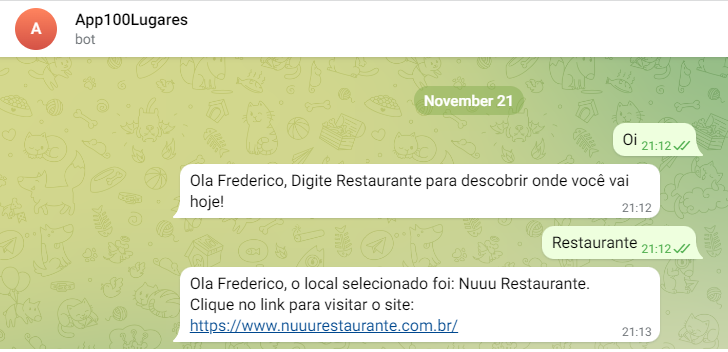 A
App100Lugares
bot
November 21
Oi 21:12
Ola Frederico, Digite Restaurante para descobrir onde você vai
hoje!
21:12
Restaurante 21:12
Ola Frederico, o local selecionado foi: Nuuu Restaurante.
Clique no link para visitar o site:
https://www.nuuurestaurante.com.br/
21:13